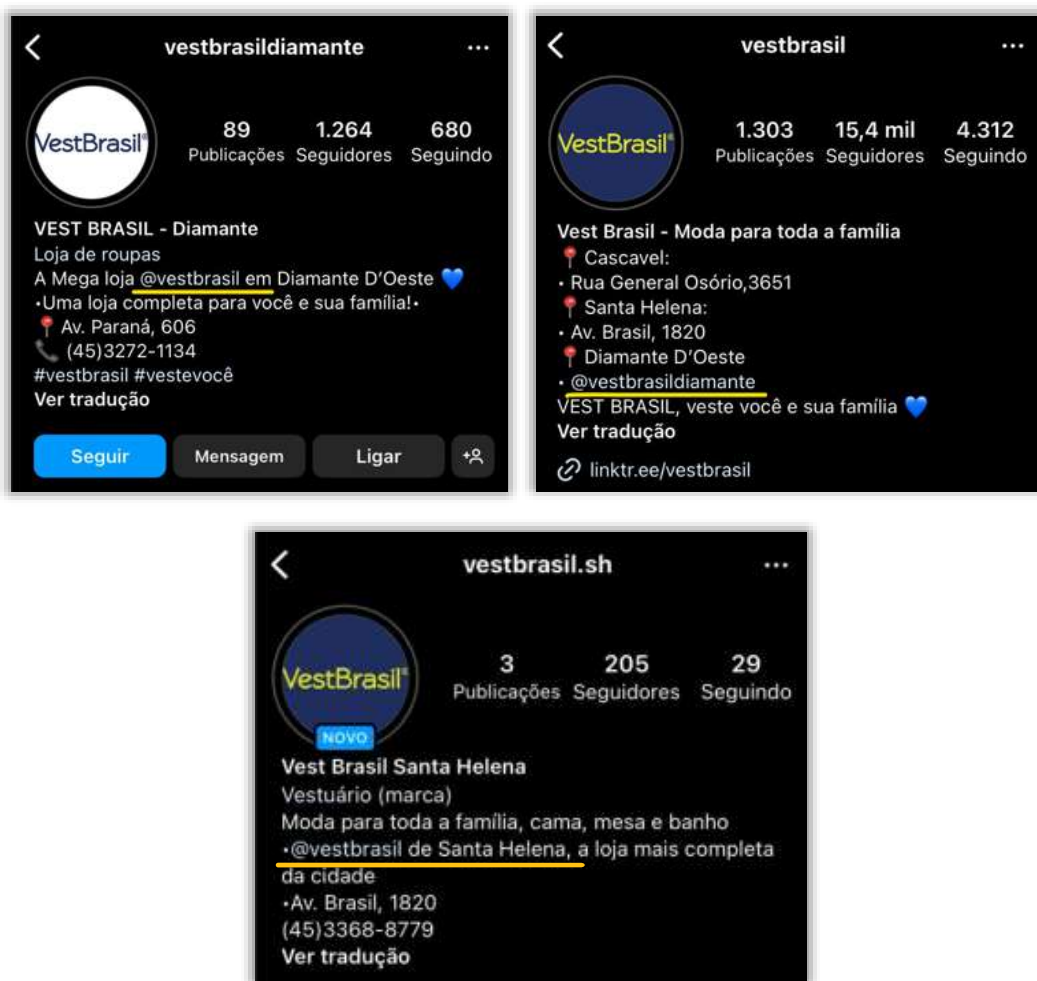 vestbrasildiamante
VestBrasil®
89 1.264 680
Publicações Seguidores Seguindo
VEST BRASIL - Diamante
Loja de roupas
A Mega loja @vestbrasil em Diamante D'Oeste 💙
•Uma loja completa para você e sua família!•
📍 Av. Paraná, 606
📞 (45)3272-1134
#vestbrasil #vestevocê
Ver tradução
Seguir Mensagem Ligar
vestbrasil
VestBrasil®
1.303 15,4 mil 4.312
Publicações Seguidores Seguindo
Vest Brasil - Moda para toda a família
📍 Cascavel:
• Rua General Osório,3651
📍 Santa Helena:
• Av. Brasil, 1820
📍 Diamante D'Oeste
• @vestbrasildiamante
VEST BRASIL, veste você e sua família 💙
Ver tradução
linktr.ee/vestbrasil
vestbrasil.sh
VestBrasil®
NOVO
3 205 29
Publicações Seguidores Seguindo
Vest Brasil Santa Helena
Vestuário (marca)
Moda para toda a família, cama, mesa e banho
•@vestbrasil de Santa Helena, a loja mais completa
da cidade
•Av. Brasil, 1820
(45)3368-8779
Ver tradução